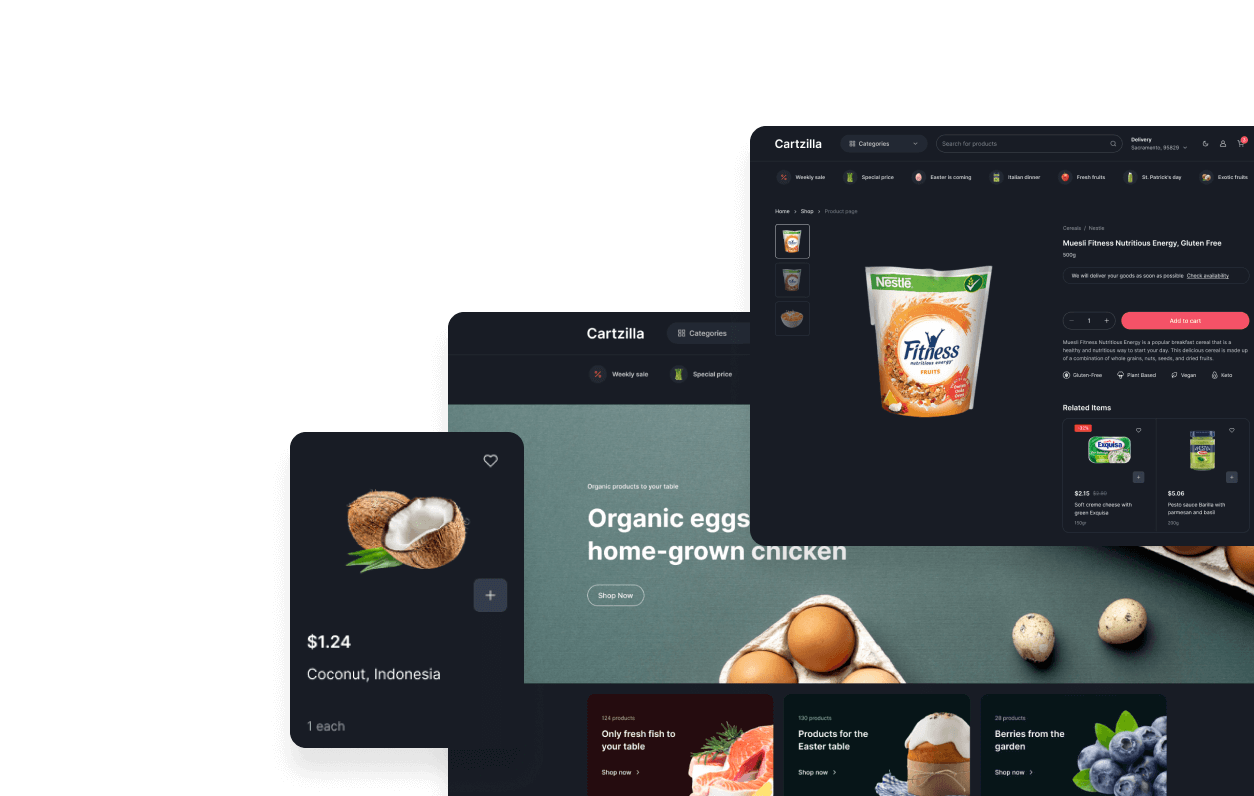 Cartzilla
Categories
Search for products
Delivery
Sacramento, 95829
Weekly sale
Special price
Easter is coming
Italian dinner
Fresh fruits
St. Patrick's day
Exotic fruits
Home > Shop > Product page
Nestlé
Fitness
nutritious energy
FRUITS
Cereals / Nestle
Muesli Fitness Nutritious Energy, Gluten Free
500g
We will deliver your goods as soon as possible Check availability
− 1 +
Add to cart
Muesli Fitness Nutritious Energy is a popular breakfast cereal that is a
healthy and nutritious way to start your day. This delicious cereal is made up
of a combination of whole grains, nuts, seeds, and dried fruits.
Gluten-Free
Plant Based
Vegan
Keto
Related Items
Exquisa
$2.15
Soft creme cheese with
green Exquisa
$5.06
Pesto sauce Barilla with
parmesan and basil
Cartzilla
Categories
Weekly sale
Special price
Organic products to your table
Organic eggs
home-grown chicken
Shop Now
124 products
Only fresh fish to
your table
Shop now >
130 products
Products for the
Easter table
Shop now >
28 products
Berries from the
garden
Shop now >
+
$1.24
Coconut, Indonesia
1 each